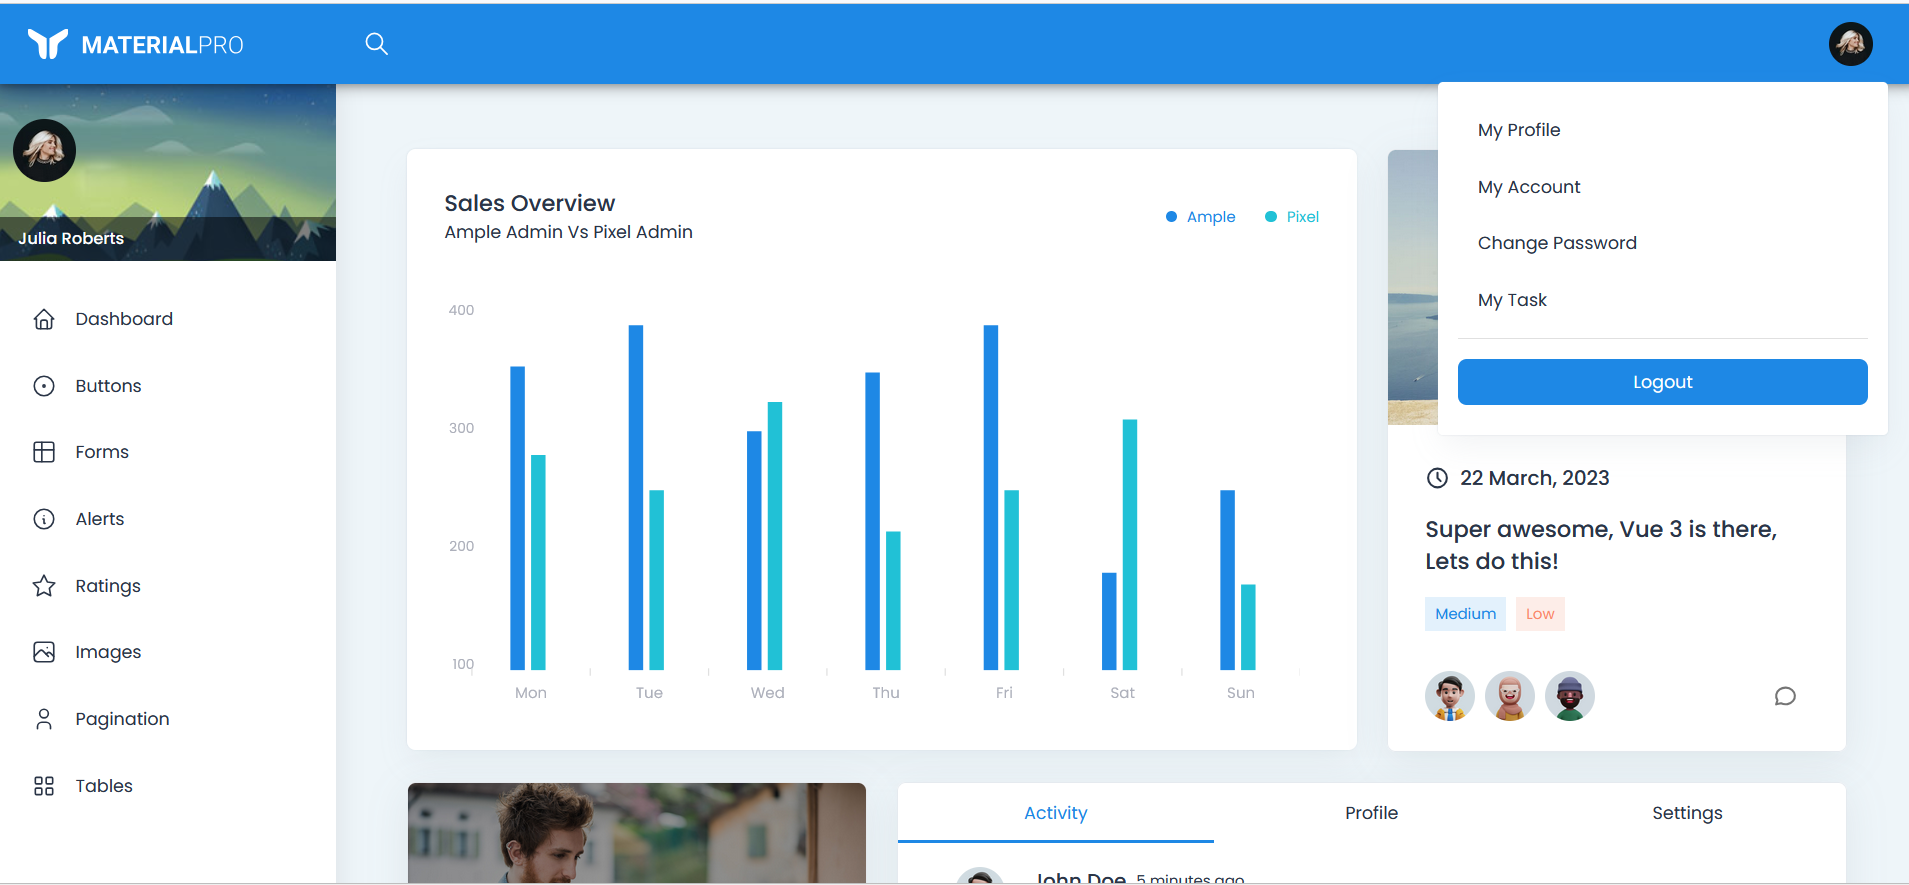 MATERIALPRO
My Profile
My Account
Change Password
My Task
Logout
Julia Roberts
Dashboard
Buttons
Forms
Alerts
Ratings
Images
Pagination
Tables
Sales Overview
Ample Admin Vs Pixel Admin
Ample
Pixel
400
300
200
100
Mon
Tue
Wed
Thu
Fri
Sat
Sun
22 March, 2023
Super awesome, Vue 3 is there,
Lets do this!
Medium
Low
Activity
Profile
Settings
John Doe 5 minutes ago